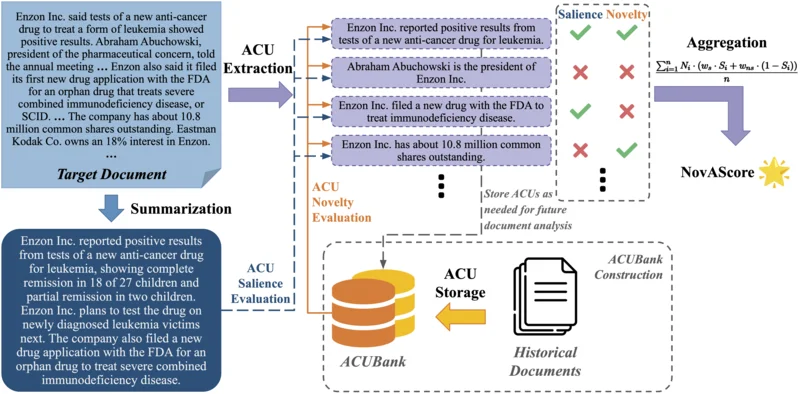 Enzon Inc. said tests of a new anti-cancer
drug to treat a form of leukemia showed
positive results. Abraham Abuchowski,
president of the pharmaceutical concern, told
the annual meeting … Enzon also said it filed
its first new drug application with the FDA
for an orphan drug that treats severe
combined immunodeficiency disease, or
SCID. … The company has about 10.8
million common shares outstanding. Eastman
Kodak Co. owns an 18% interest in Enzon.
…
Target Document
Summarization
Enzon Inc. reported positive results
from tests of a new anti-cancer drug
for leukemia, showing complete
remission in 18 of 27 children and
partial remission in two children.
Enzon Inc. plans to test the drug on
newly diagnosed leukemia victims
next. The company also filed a new
drug application with the FDA for an
orphan drug to treat severe combined
immunodeficiency disease.
ACU
Extraction
ACU
Novelty
Evaluation
ACU
Salience
Evaluation
Enzon Inc. reported positive results from
tests of a new anti-cancer drug for leukemia.
Abraham Abuchowski is the president of
Enzon Inc.
Enzon Inc. filed a new drug with the FDA to
treat immunodeficiency disease.
Enzon Inc. has about 10.8 million common
shares outstanding.
Salience Novelty
Store ACUs as
needed for future
document analysis
ACUBank
Construction
ACU
Storage
ACUBank
Historical
Documents
Aggregation
∑ⁿᵢ₌₁ Nᵢ · (wₛ · Sᵢ + wₙₛ · (1 − Sᵢ))
n
NovAScore